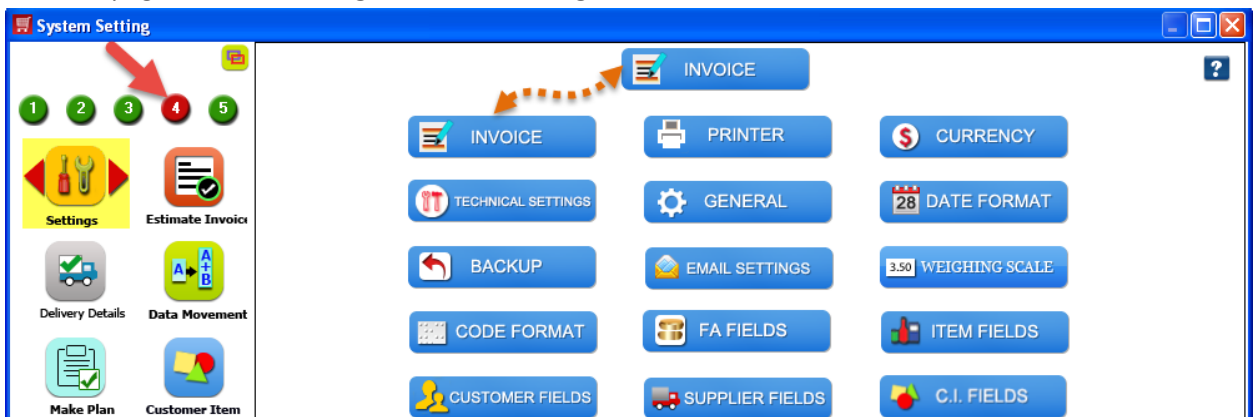 System Setting
1 2 3 4 5
Settings
Estimate Invoice
Delivery Details
A A+B
Data Movement
Make Plan
Customer Item
INVOICE
?
INVOICE
PRINTER
$ CURRENCY
TECHNICAL SETTINGS
GENERAL
28 DATE FORMAT
BACKUP
EMAIL SETTINGS
3.50 WEIGHING SCALE
CODE FORMAT
FA FIELDS
ITEM FIELDS
CUSTOMER FIELDS
SUPPLIER FIELDS
C.I. FIELDS